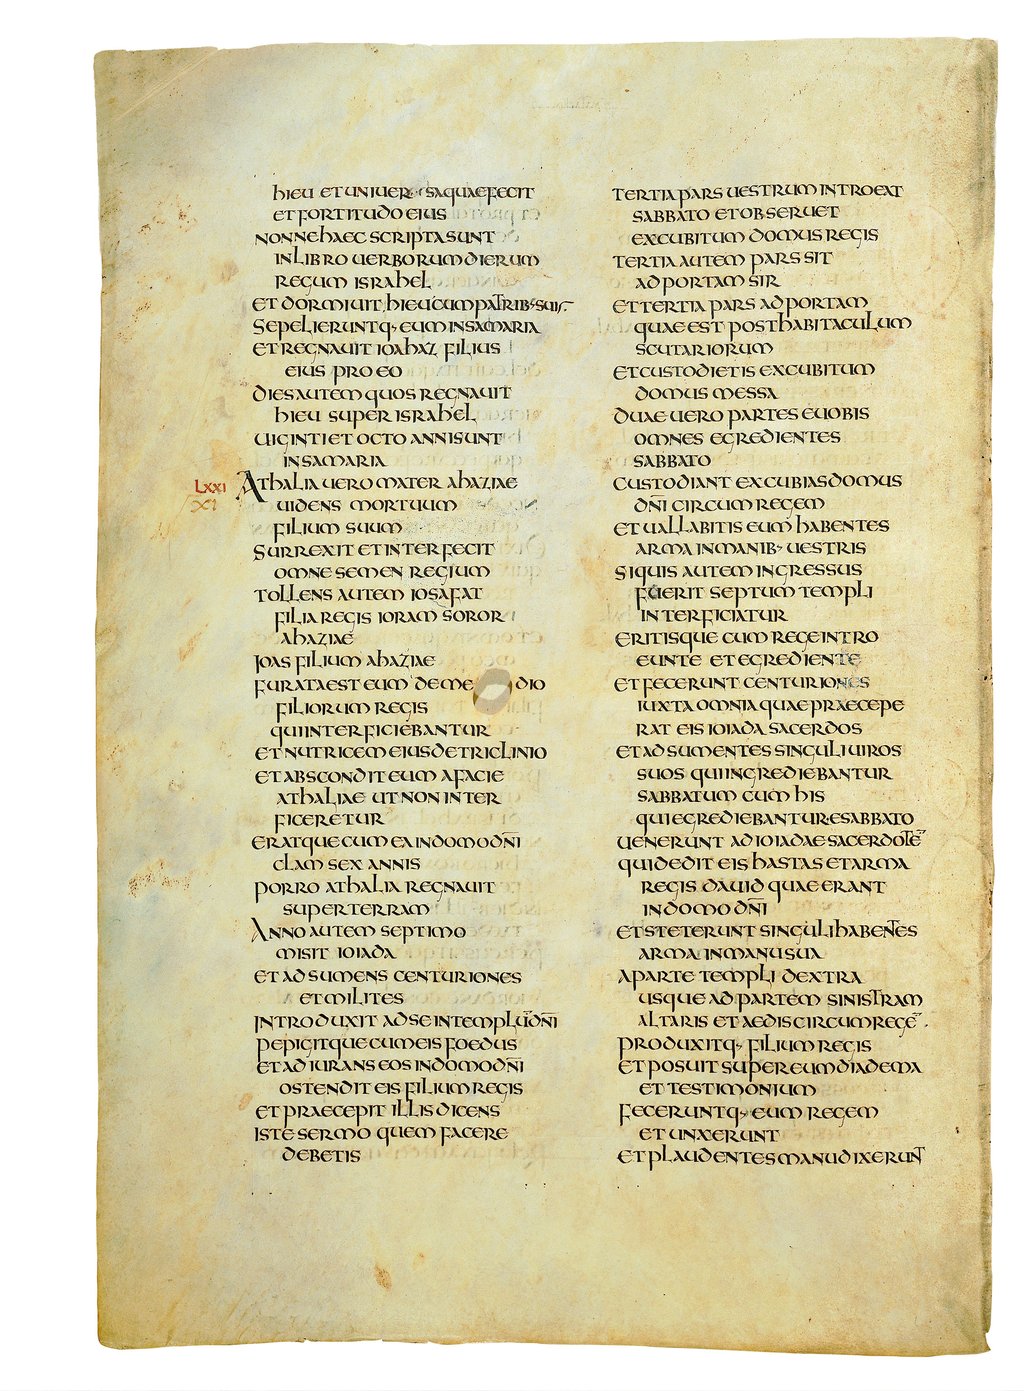 hieu et uniuersa quae fecit
et fortitudo eius
nonne haec scripta sunt
in libro uerborum dierum
regum israhel
et dormiuit hieu cum patrib· suis
sepelieruntq· eum in samaria
et regnauit ioahaz filius
eius pro eo
dies autem quos regnauit
hieu super israhel
uiginti et octo anni sunt
in samaria
LXXI
XI
Athalia uero mater ahaziae
uidens mortuum
filium suum
surrexit et interfecit
omne semen regium
tollens autem iosafat
filia regis ioram soror
ahaziae
ioas filium ahaziae
furata est eum de medio
filiorum regis
qui interficiebantur
et nutricem eius de triclinio
et abscondit eum a facie
athaliae ut non inter
ficeretur
eratque cum ea in domo dn̄i
clam sex annis
porro athalia regnauit
super terram
Anno autem septimo
misit ioiada
et adsumens centuriones
et milites
introduxit ad se in templū dn̄i
pepigitque cum eis foedus
et adiurans eos in domo dn̄i
ostendit eis filium regis
et praecepit illis dicens
iste sermo quem facere
debetis
tertia pars uestrum introeat
sabbato et obseruet
excubitum domus regis
tertia autem pars sit
ad portam sir
et tertia pars ad portam
quae est post habitaculum
scutariorum
et custodietis excubitum
domus messa
duae uero partes e uobis
omnes egredientes
sabbato
custodiant excubias domus
dn̄i circum regem
et uallabitis eum habentes
arma in manib· uestris
siquis autem ingressus
fuerit septum templi
interficiatur
eritisque cum rege intro
eunte et egrediente
et fecerunt centuriones
iuxta omnia quae praecepe
rat eis ioiada sacerdos
et adsumentes singuli uiros
suos qui ingrediebantur
sabbatum cum his
qui egrediebantur e sabbato
uenerunt ad ioiadae sacerdotē
qui dedit eis hastas et arma
regis dauid quae erant
in domo dn̄i
et steterunt singuli habentes
arma in manu sua
a parte templi dextra
usque ad partem sinistram
altaris et aedis circum regē
produxitq· filium regis
et posuit super eum diadema
et testimonium
feceruntq· eum regem
et unxerunt
et plaudentes manu dixerunt